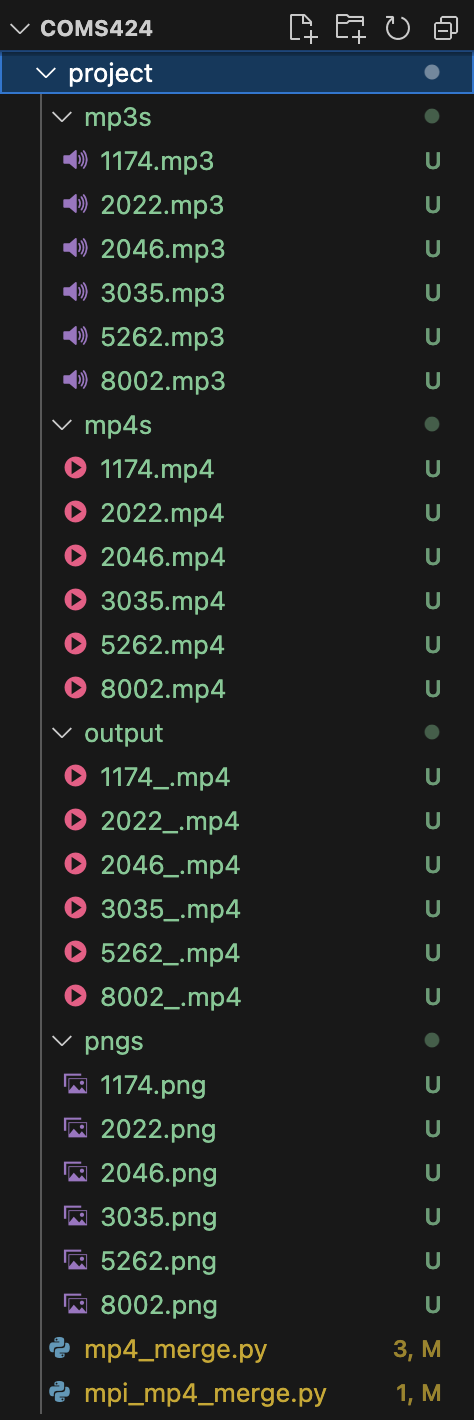 COMS424
project
mp3s
1174.mp3 U
2022.mp3 U
2046.mp3 U
3035.mp3 U
5262.mp3 U
8002.mp3 U
mp4s
1174.mp4 U
2022.mp4 U
2046.mp4 U
3035.mp4 U
5262.mp4 U
8002.mp4 U
output
1174_.mp4 U
2022_.mp4 U
2046_.mp4 U
3035_.mp4 U
5262_.mp4 U
8002_.mp4 U
pngs
1174.png U
2022.png U
2046.png U
3035.png U
5262.png U
8002.png U
mp4_merge.py 3, M
mpi_mp4_merge.py 1, M